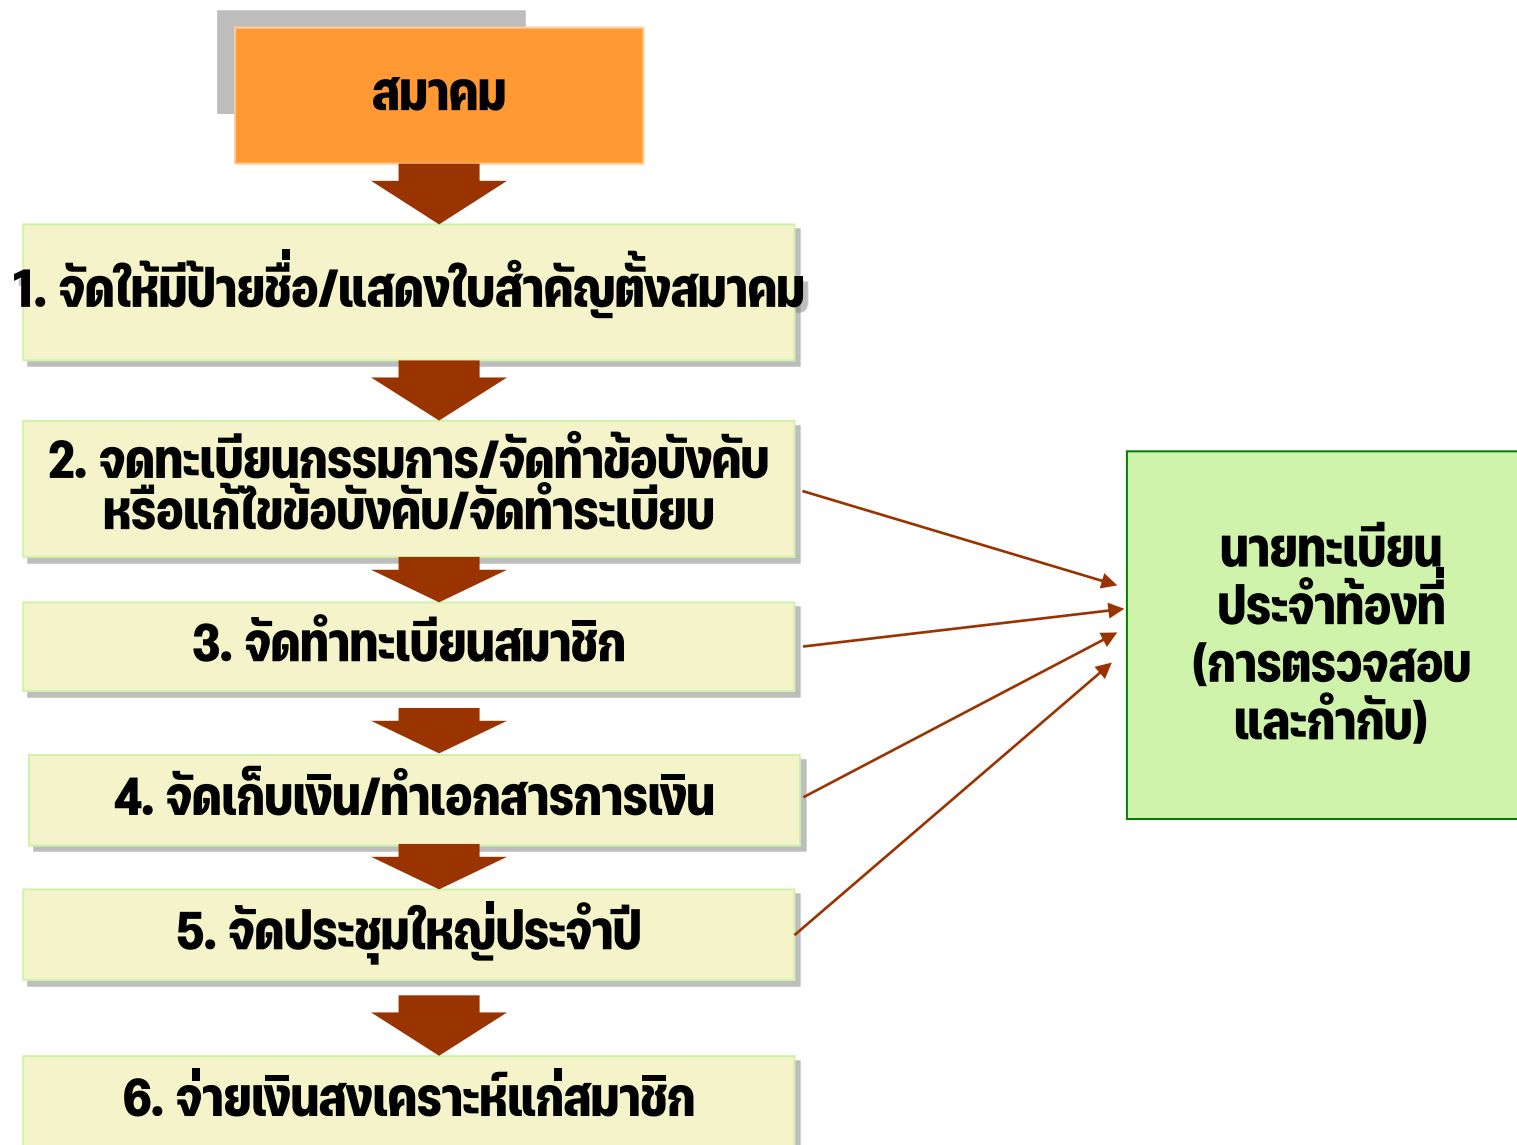 สมาคม
1. จัดให้มีป้ายชื่อ/แสดงใบสำคัญตั้งสมาคม
2. จดทะเบียนกรรมการ/จัดทำข้อบังคับ
หรือแก้ไขข้อบังคับ/จัดทำระเบียบ
3. จัดทำทะเบียนสมาชิก
4. จัดเก็บเงิน/ทำเอกสารการเงิน
5. จัดประชุมใหญ่ประจำปี
6. จ่ายเงินสงเคราะห์แก่สมาชิก
นายทะเบียน
ประจำท้องที่
(การตรวจสอบ
และกำกับ)